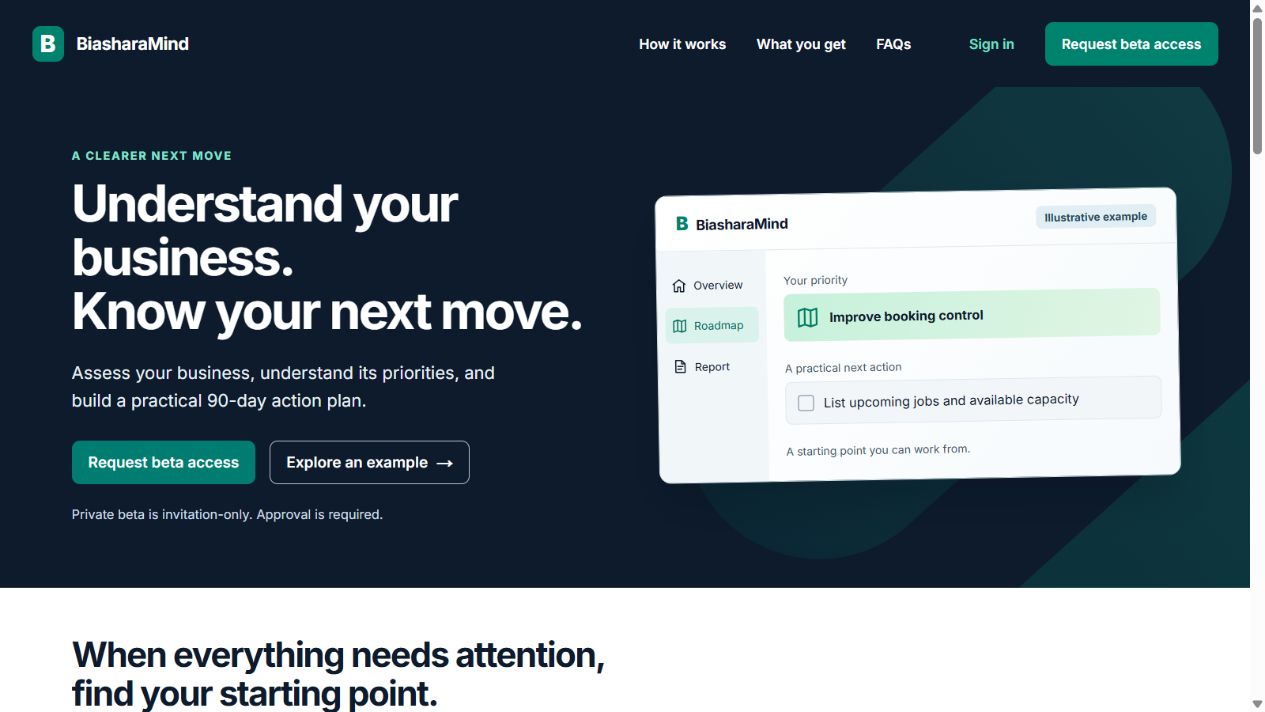 B BiasharaMind
How it works What you get FAQs Sign in Request beta access
A CLEARER NEXT MOVE
Understand your
business.
Know your next move.
Assess your business, understand its priorities, and
build a practical 90-day action plan.
Request beta access Explore an example →
Private beta is invitation-only. Approval is required.
B BiasharaMind Illustrative example
Overview
Roadmap
Report
Your priority
Improve booking control
A practical next action
List upcoming jobs and available capacity
A starting point you can work from.
When everything needs attention,
find your starting point.